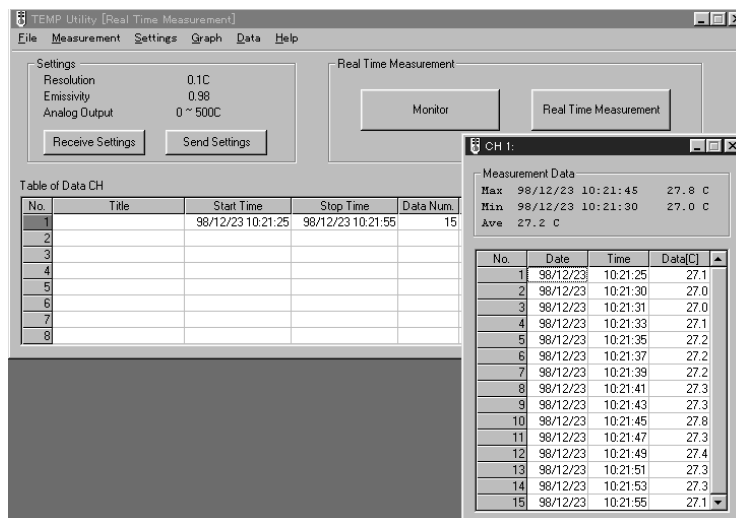 TEMP Utility [Real Time Measurement]
File Measurement Settings Graph Data Help
Settings
Resolution 0.1C
Emissivity 0.98
Analog Output 0 ~ 500C
Receive Settings Send Settings
Real Time Measurement
Monitor Real Time Measurement
Table of Data CH
No. Title Start Time Stop Time Data Num.
1 98/12/23 10:21:25 98/12/23 10:21:55 15
2
3
4
5
6
7
8
CH 1:
Measurement Data
Max 98/12/23 10:21:45 27.8 C
Min 98/12/23 10:21:30 27.0 C
Ave 27.2 C
No. Date Time Data[C]
1 98/12/23 10:21:25 27.1
2 98/12/23 10:21:30 27.0
3 98/12/23 10:21:31 27.0
4 98/12/23 10:21:33 27.1
5 98/12/23 10:21:35 27.2
6 98/12/23 10:21:37 27.2
7 98/12/23 10:21:39 27.2
8 98/12/23 10:21:41 27.3
9 98/12/23 10:21:43 27.3
10 98/12/23 10:21:45 27.8
11 98/12/23 10:21:47 27.3
12 98/12/23 10:21:49 27.4
13 98/12/23 10:21:51 27.3
14 98/12/23 10:21:53 27.3
15 98/12/23 10:21:55 27.1